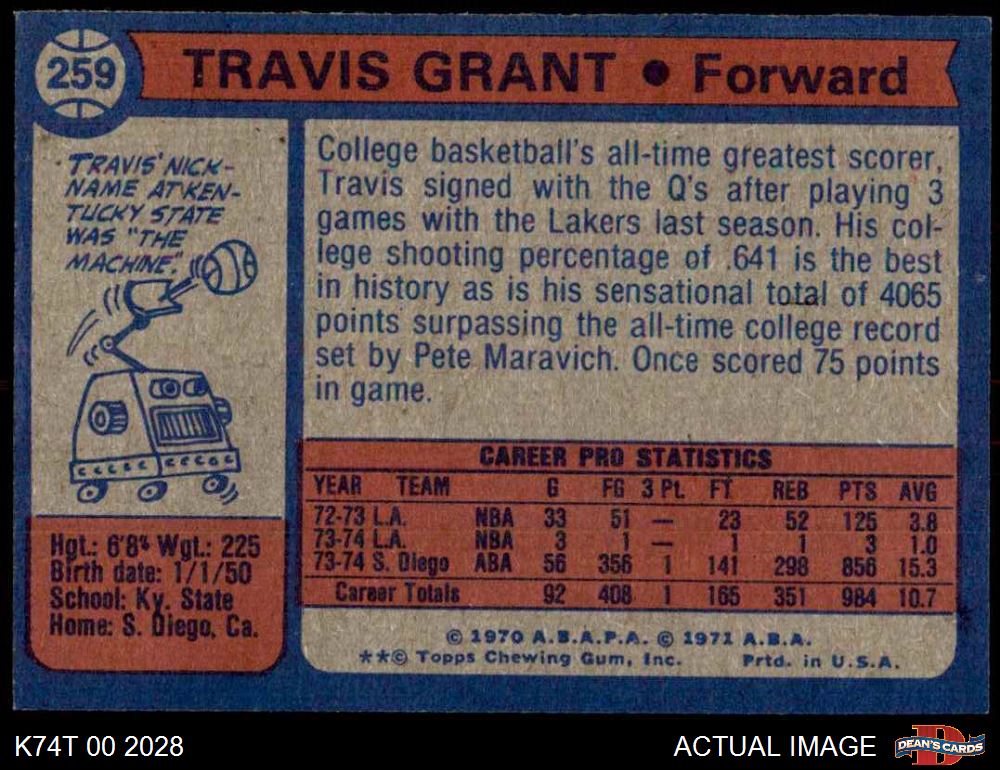 259
TRAVIS GRANT • Forward
TRAVIS' NICK-
NAME AT KEN-
TUCKY STATE
WAS "THE
MACHINE."
College basketball's all-time greatest scorer,
Travis signed with the Q's after playing 3
games with the Lakers last season. His col-
lege shooting percentage of .641 is the best
in history as is his sensational total of 4065
points surpassing the all-time college record
set by Pete Maravich. Once scored 75 points
in game.
Hgt.: 6'8" Wgt.: 225
Birth date: 1/1/50
School: Ky. State
Home: S. Diego, Ca.
CAREER PRO STATISTICS
YEAR TEAM G FG 3 Pt. FT REB PTS AVG
72-73 L.A. NBA 33 51 — 23 52 125 3.8
73-74 L.A. NBA 3 1 — 1 1 3 1.0
73-74 S. Diego ABA 56 356 1 141 298 856 15.3
Career Totals 92 408 1 165 351 984 10.7
© 1970 A.B.A.P.A. © 1971 A.B.A.
**© Topps Chewing Gum, Inc. Prtd. in U.S.A.
K74T 00 2028
ACTUAL IMAGE
D
DEAN'S CARDS